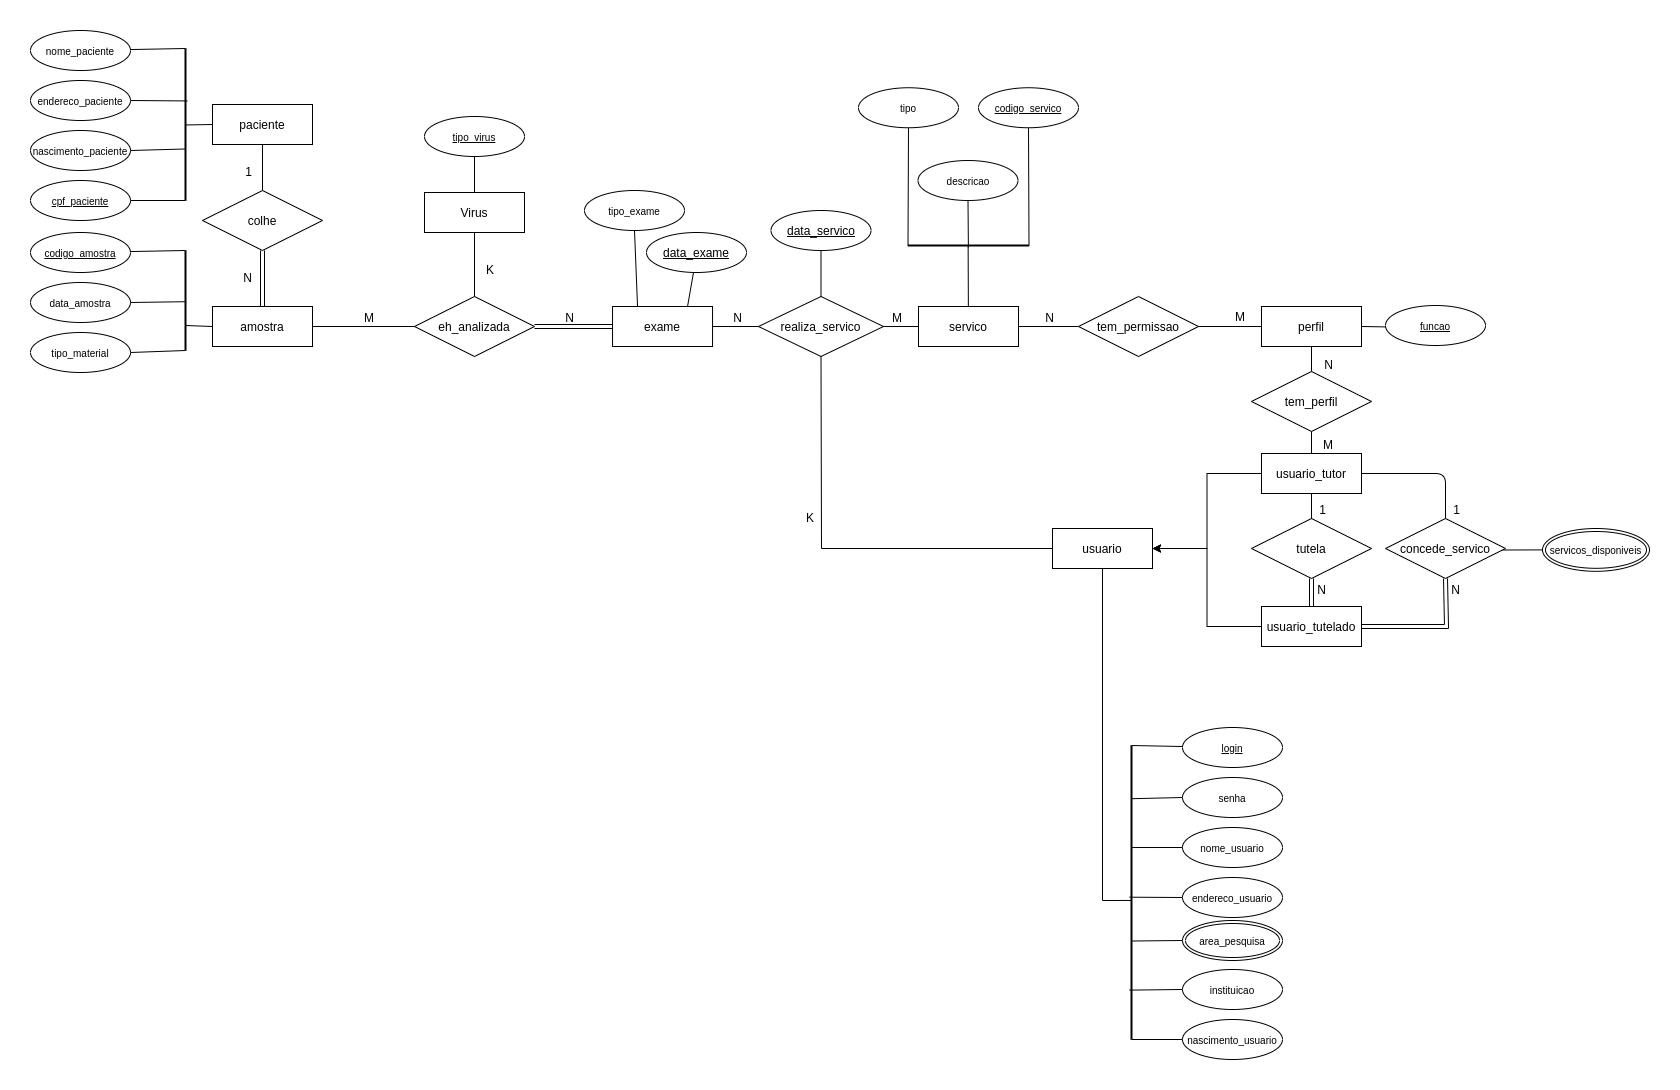 nome_paciente
endereco_paciente
nascimento_paciente
cpf_paciente
paciente
1
colhe
N
codigo_amostra
data_amostra
tipo_material
amostra
M
tipo_virus
Virus
K
eh_analizada
N
tipo_exame
data_exame
exame
N
data_servico
realiza_servico
M
K
tipo
codigo_servico
descricao
servico
N
tem_permissao
M
perfil
funcao
N
tem_perfil
M
usuario_tutor
1
tutela
N
1
concede_servico
N
servicos_disponiveis
usuario_tutelado
usuario
login
senha
nome_usuario
endereco_usuario
area_pesquisa
instituicao
nascimento_usuario